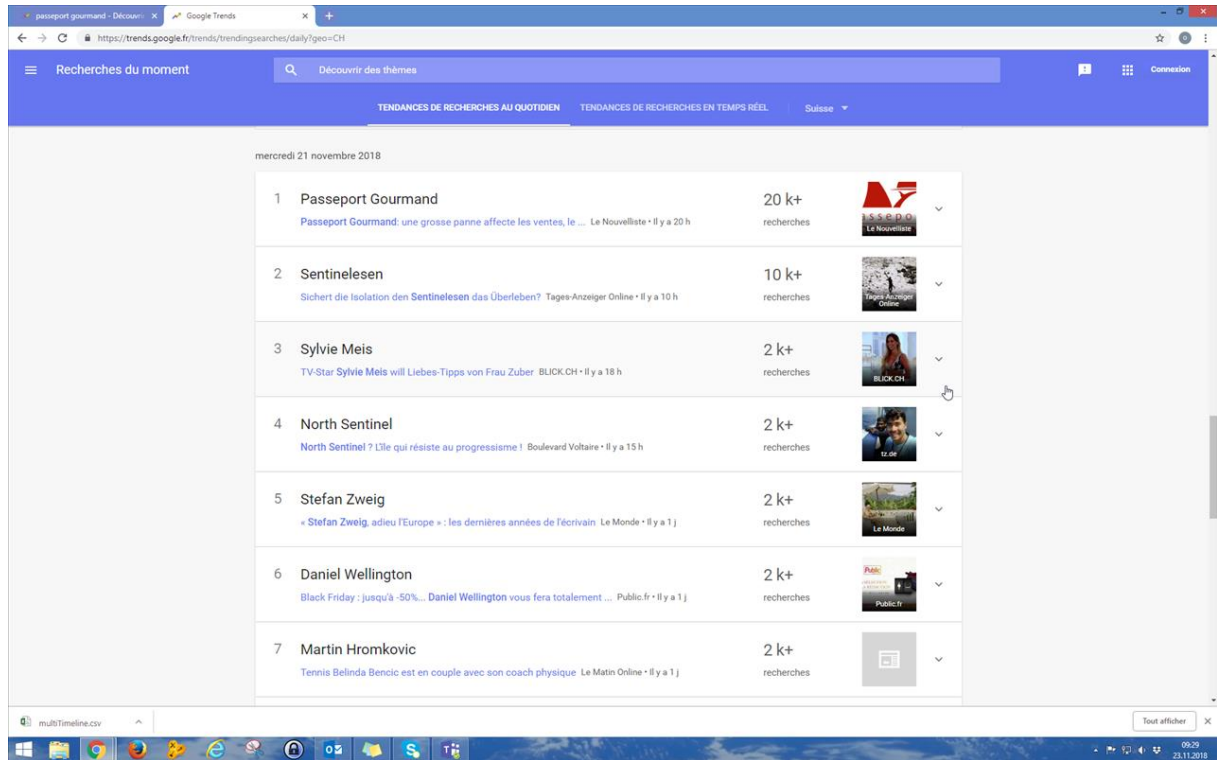 passeport gourmand - Découvr
Google Trends
https://trends.google.fr/trends/trendingsearches/daily?geo=CH
Recherches du moment
Découvrir des thèmes
Connexion
TENDANCES DE RECHERCHES AU QUOTIDIEN TENDANCES DE RECHERCHES EN TEMPS RÉEL Suisse
mercredi 21 novembre 2018
1 Passeport Gourmand 20 k+
Passeport Gourmand: une grosse panne affecte les ventes, le ... Le Nouvelliste • Il y a 20 h recherches
ssepo
Le Nouvelliste
2 Sentinelesen 10 k+
Sichert die Isolation den Sentinelesen das Überleben? Tages-Anzeiger Online • Il y a 10 h recherches
Tages-Anzeiger
Online
3 Sylvie Meis 2 k+
TV-Star Sylvie Meis will Liebes-Tipps von Frau Zuber BLICK.CH • Il y a 18 h recherches
BLICK.CH
4 North Sentinel 2 k+
North Sentinel ? L'île qui résiste au progressisme ! Boulevard Voltaire • Il y a 15 h recherches
tz.de
5 Stefan Zweig 2 k+
« Stefan Zweig, adieu l'Europe » : les dernières années de l'écrivain Le Monde • Il y a 1 j recherches
Le Monde
6 Daniel Wellington 2 k+
Black Friday : jusqu'à -50%... Daniel Wellington vous fera totalement ... Public.fr • Il y a 1 j recherches
Public
Public.fr
7 Martin Hromkovic 2 k+
Tennis Belinda Bencic est en couple avec son coach physique Le Matin Online • Il y a 1 j recherches
multiTimeline.csv
Tout afficher
09:29
23.11.2018